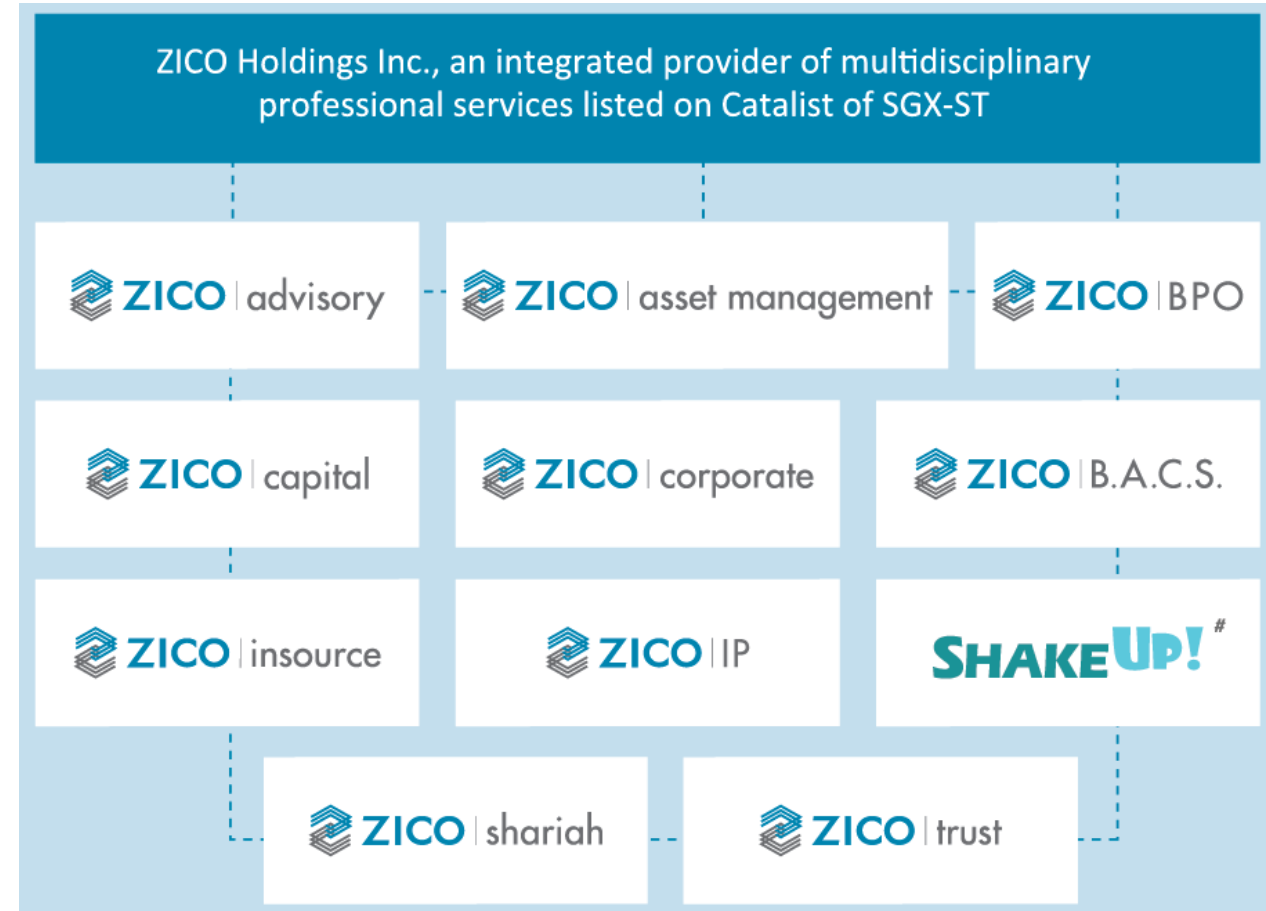 ZICO Holdings Inc., an integrated provider of multidisciplinary
professional services listed on Catalist of SGX-ST
ZICO | advisory
ZICO | asset management
ZICO | BPO
ZICO | capital
ZICO | corporate
ZICO | B.A.C.S.
ZICO | insource
ZICO | IP
SHAKEUP! #
ZICO | shariah
ZICO | trust